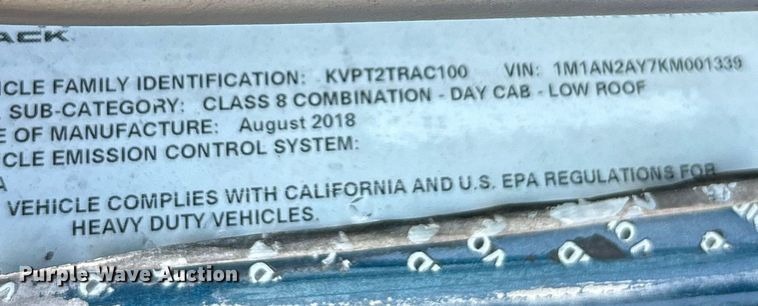 ACK
ICLE FAMILY IDENTIFICATION: KVPT2TRAC100 VIN: 1M1AN2AY7KM001339
SUB-CATEGORY: CLASS 8 COMBINATION - DAY CAB - LOW ROOF
E OF MANUFACTURE: August 2018
CLE EMISSION CONTROL SYSTEM:
A
VEHICLE COMPLIES WITH CALIFORNIA AND U.S. EPA REGULATIONS FOR
HEAVY DUTY VEHICLES.
Purple Wave Auction